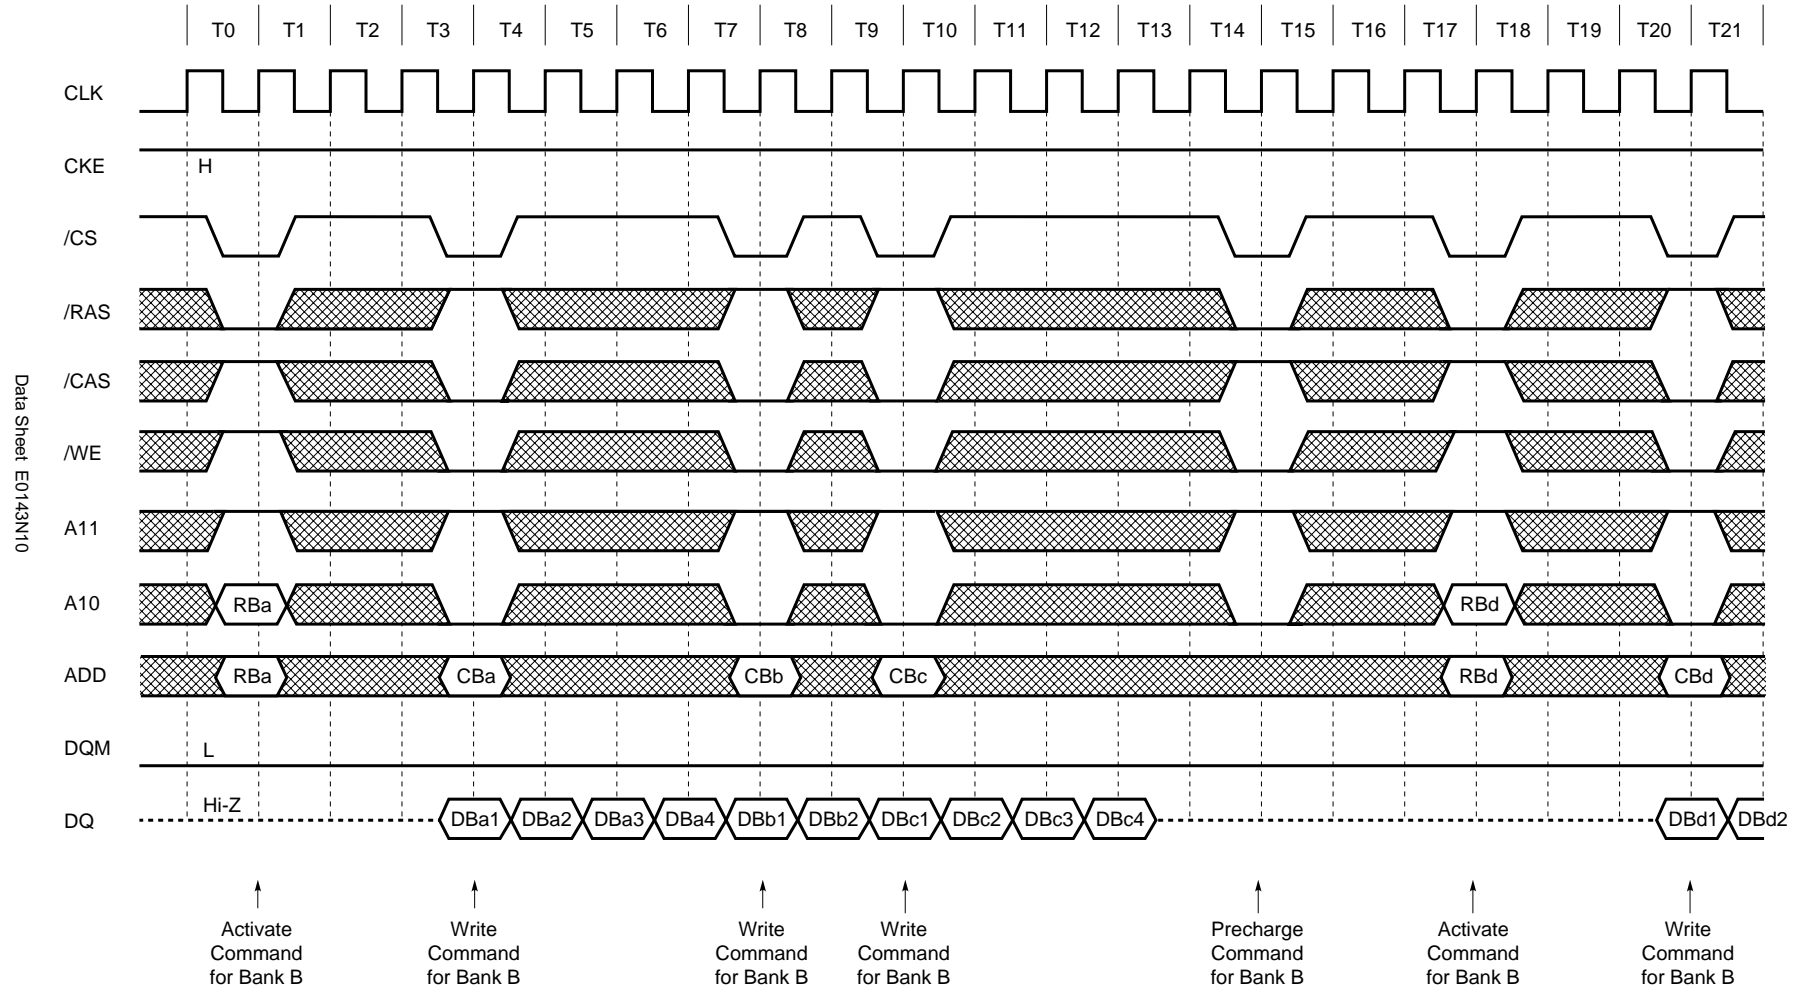 T0 T1 T2 T3 T4 T5 T6 T7 T8 T9 T10 T11 T12 T13 T14 T15 T16 T17 T18 T19 T20 T21
CLK
CKE H
/CS
/RAS
/CAS
/WE
A11
A10 RBa RBd
ADD RBa CBa CBb CBc RBd CBd
DQM L
DQ Hi-Z DBa1 DBa2 DBa3 DBa4 DBb1 DBb2 DBc1 DBc2 DBc3 DBc4 DBd1 DBd2
Activate
Command
for Bank B
Write
Command
for Bank B
Write
Command
for Bank B
Write
Command
for Bank B
Precharge
Command
for Bank B
Activate
Command
for Bank B
Write
Command
for Bank B
Data Sheet E0143N10